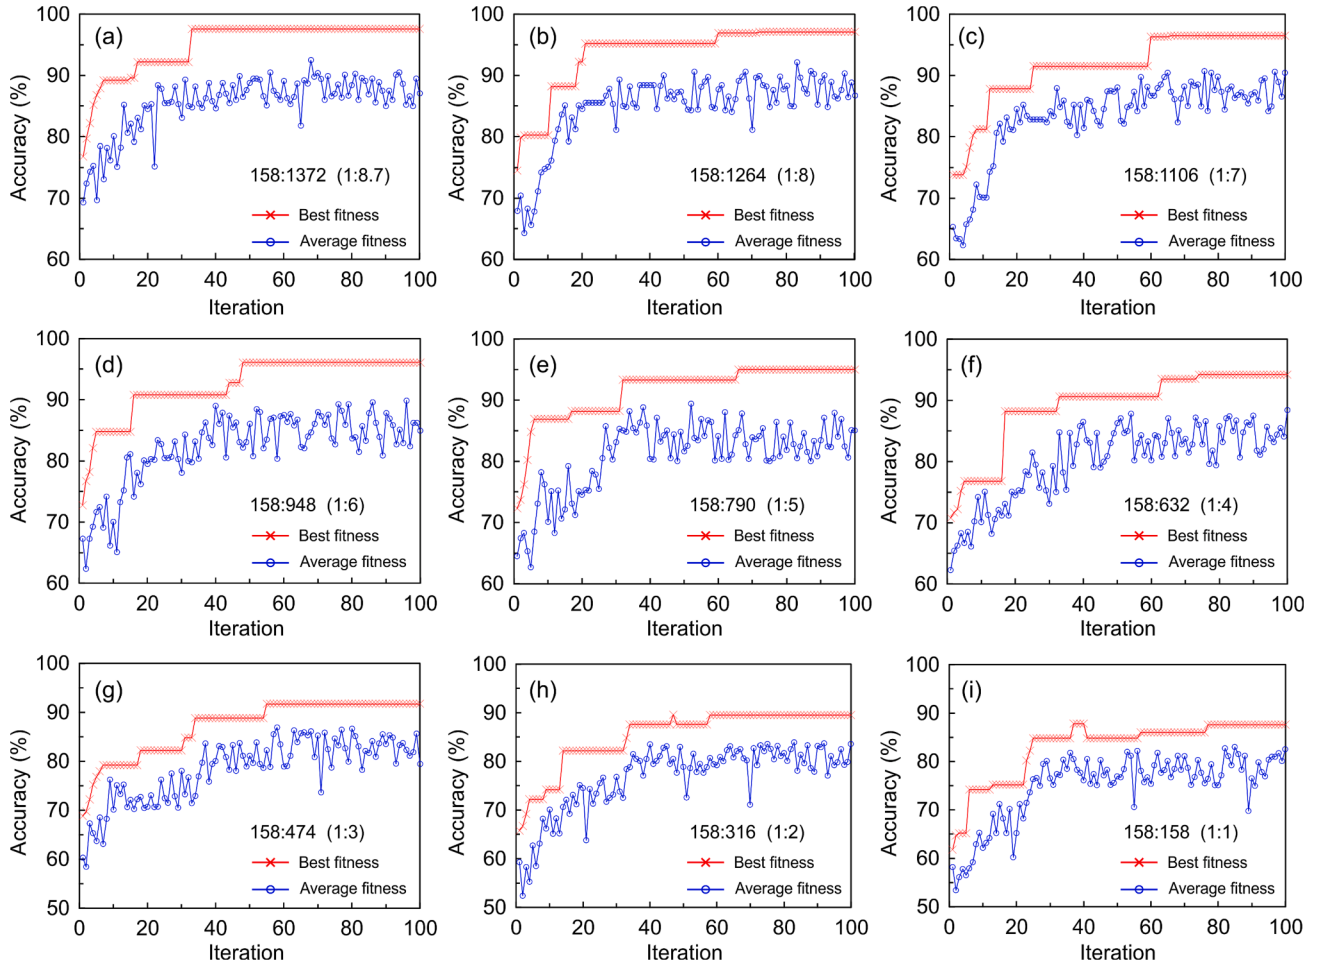 (a)
Accuracy (%)
100
90
80
70
60
158:1372 (1:8.7)
Best fitness
Average fitness
0 20 40 60 80 100
Iteration
(b)
Accuracy (%)
100
90
80
70
60
158:1264 (1:8)
Best fitness
Average fitness
0 20 40 60 80 100
Iteration
(c)
Accuracy (%)
100
90
80
70
60
158:1106 (1:7)
Best fitness
Average fitness
0 20 40 60 80 100
Iteration
(d)
Accuracy (%)
100
90
80
70
60
158:948 (1:6)
Best fitness
Average fitness
0 20 40 60 80 100
Iteration
(e)
Accuracy (%)
100
90
80
70
60
158:790 (1:5)
Best fitness
Average fitness
0 20 40 60 80 100
Iteration
(f)
Accuracy (%)
100
90
80
70
60
158:632 (1:4)
Best fitness
Average fitness
0 20 40 60 80 100
Iteration
(g)
Accuracy (%)
100
90
80
70
60
50
158:474 (1:3)
Best fitness
Average fitness
0 20 40 60 80 100
Iteration
(h)
Accuracy (%)
100
90
80
70
60
50
158:316 (1:2)
Best fitness
Average fitness
0 20 40 60 80 100
Iteration
(i)
Accuracy (%)
100
90
80
70
60
50
158:158 (1:1)
Best fitness
Average fitness
0 20 40 60 80 100
Iteration